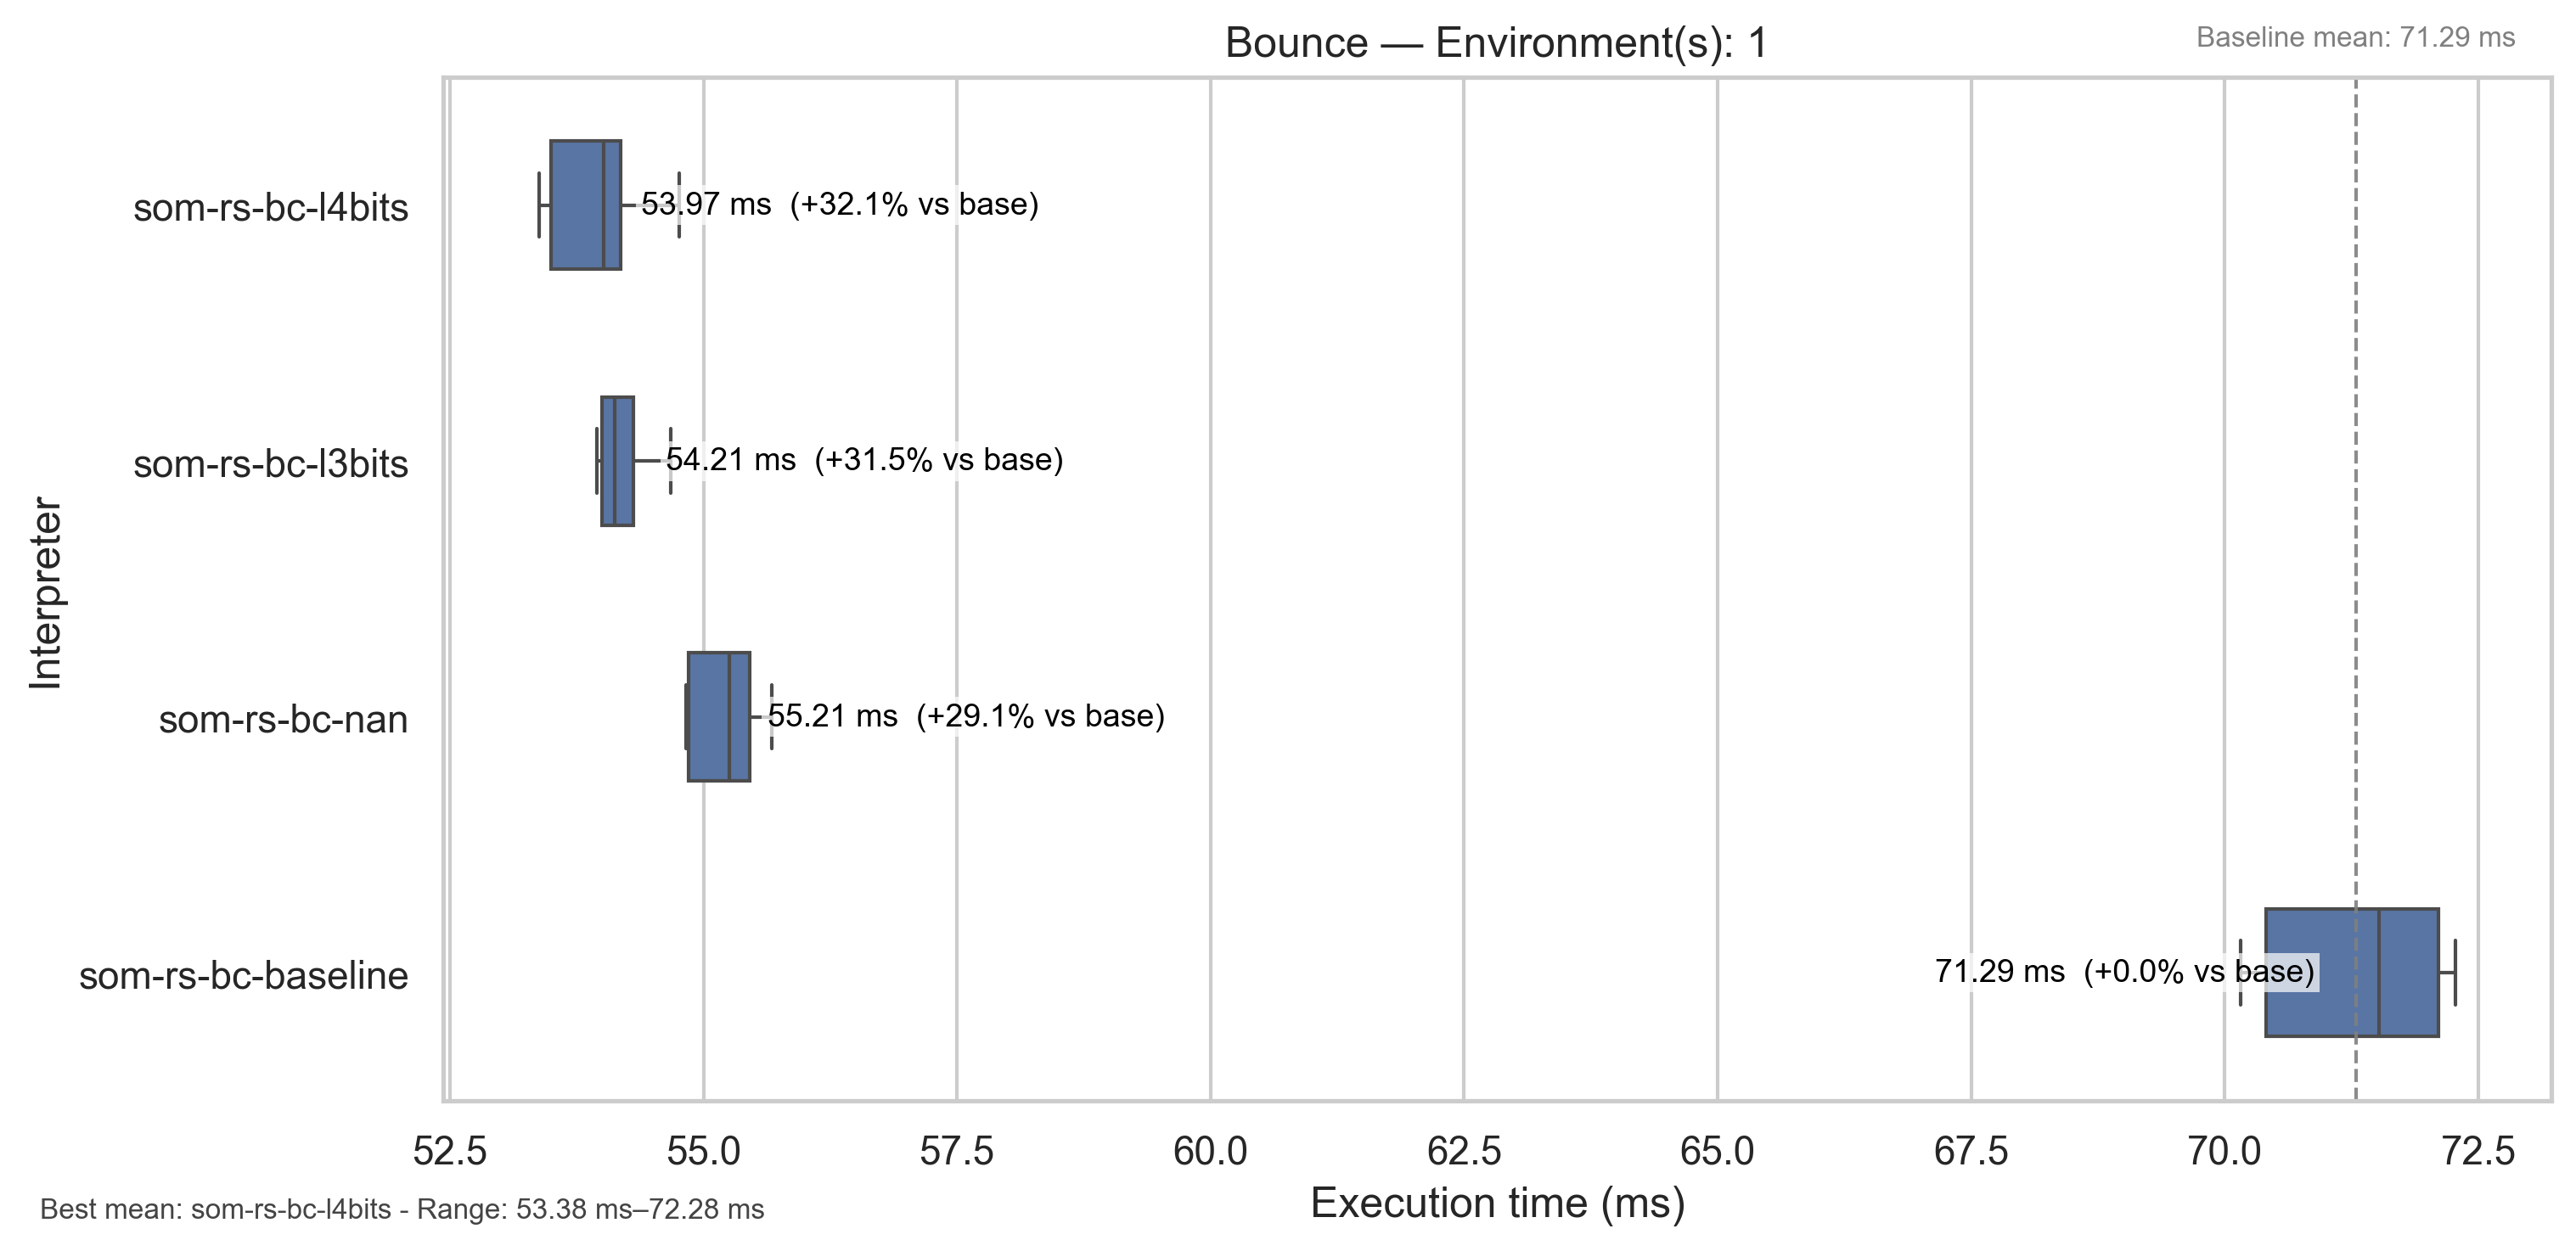 Bounce — Environment(s): 1
Baseline mean: 71.29 ms
Interpreter
som-rs-bc-l4bits
53.97 ms (+32.1% vs base)
som-rs-bc-l3bits
54.21 ms (+31.5% vs base)
som-rs-bc-nan
55.21 ms (+29.1% vs base)
som-rs-bc-baseline
71.29 ms (+0.0% vs base)
52.5 55.0 57.5 60.0 62.5 65.0 67.5 70.0 72.5
Execution time (ms)
Best mean: som-rs-bc-l4bits - Range: 53.38 ms–72.28 ms